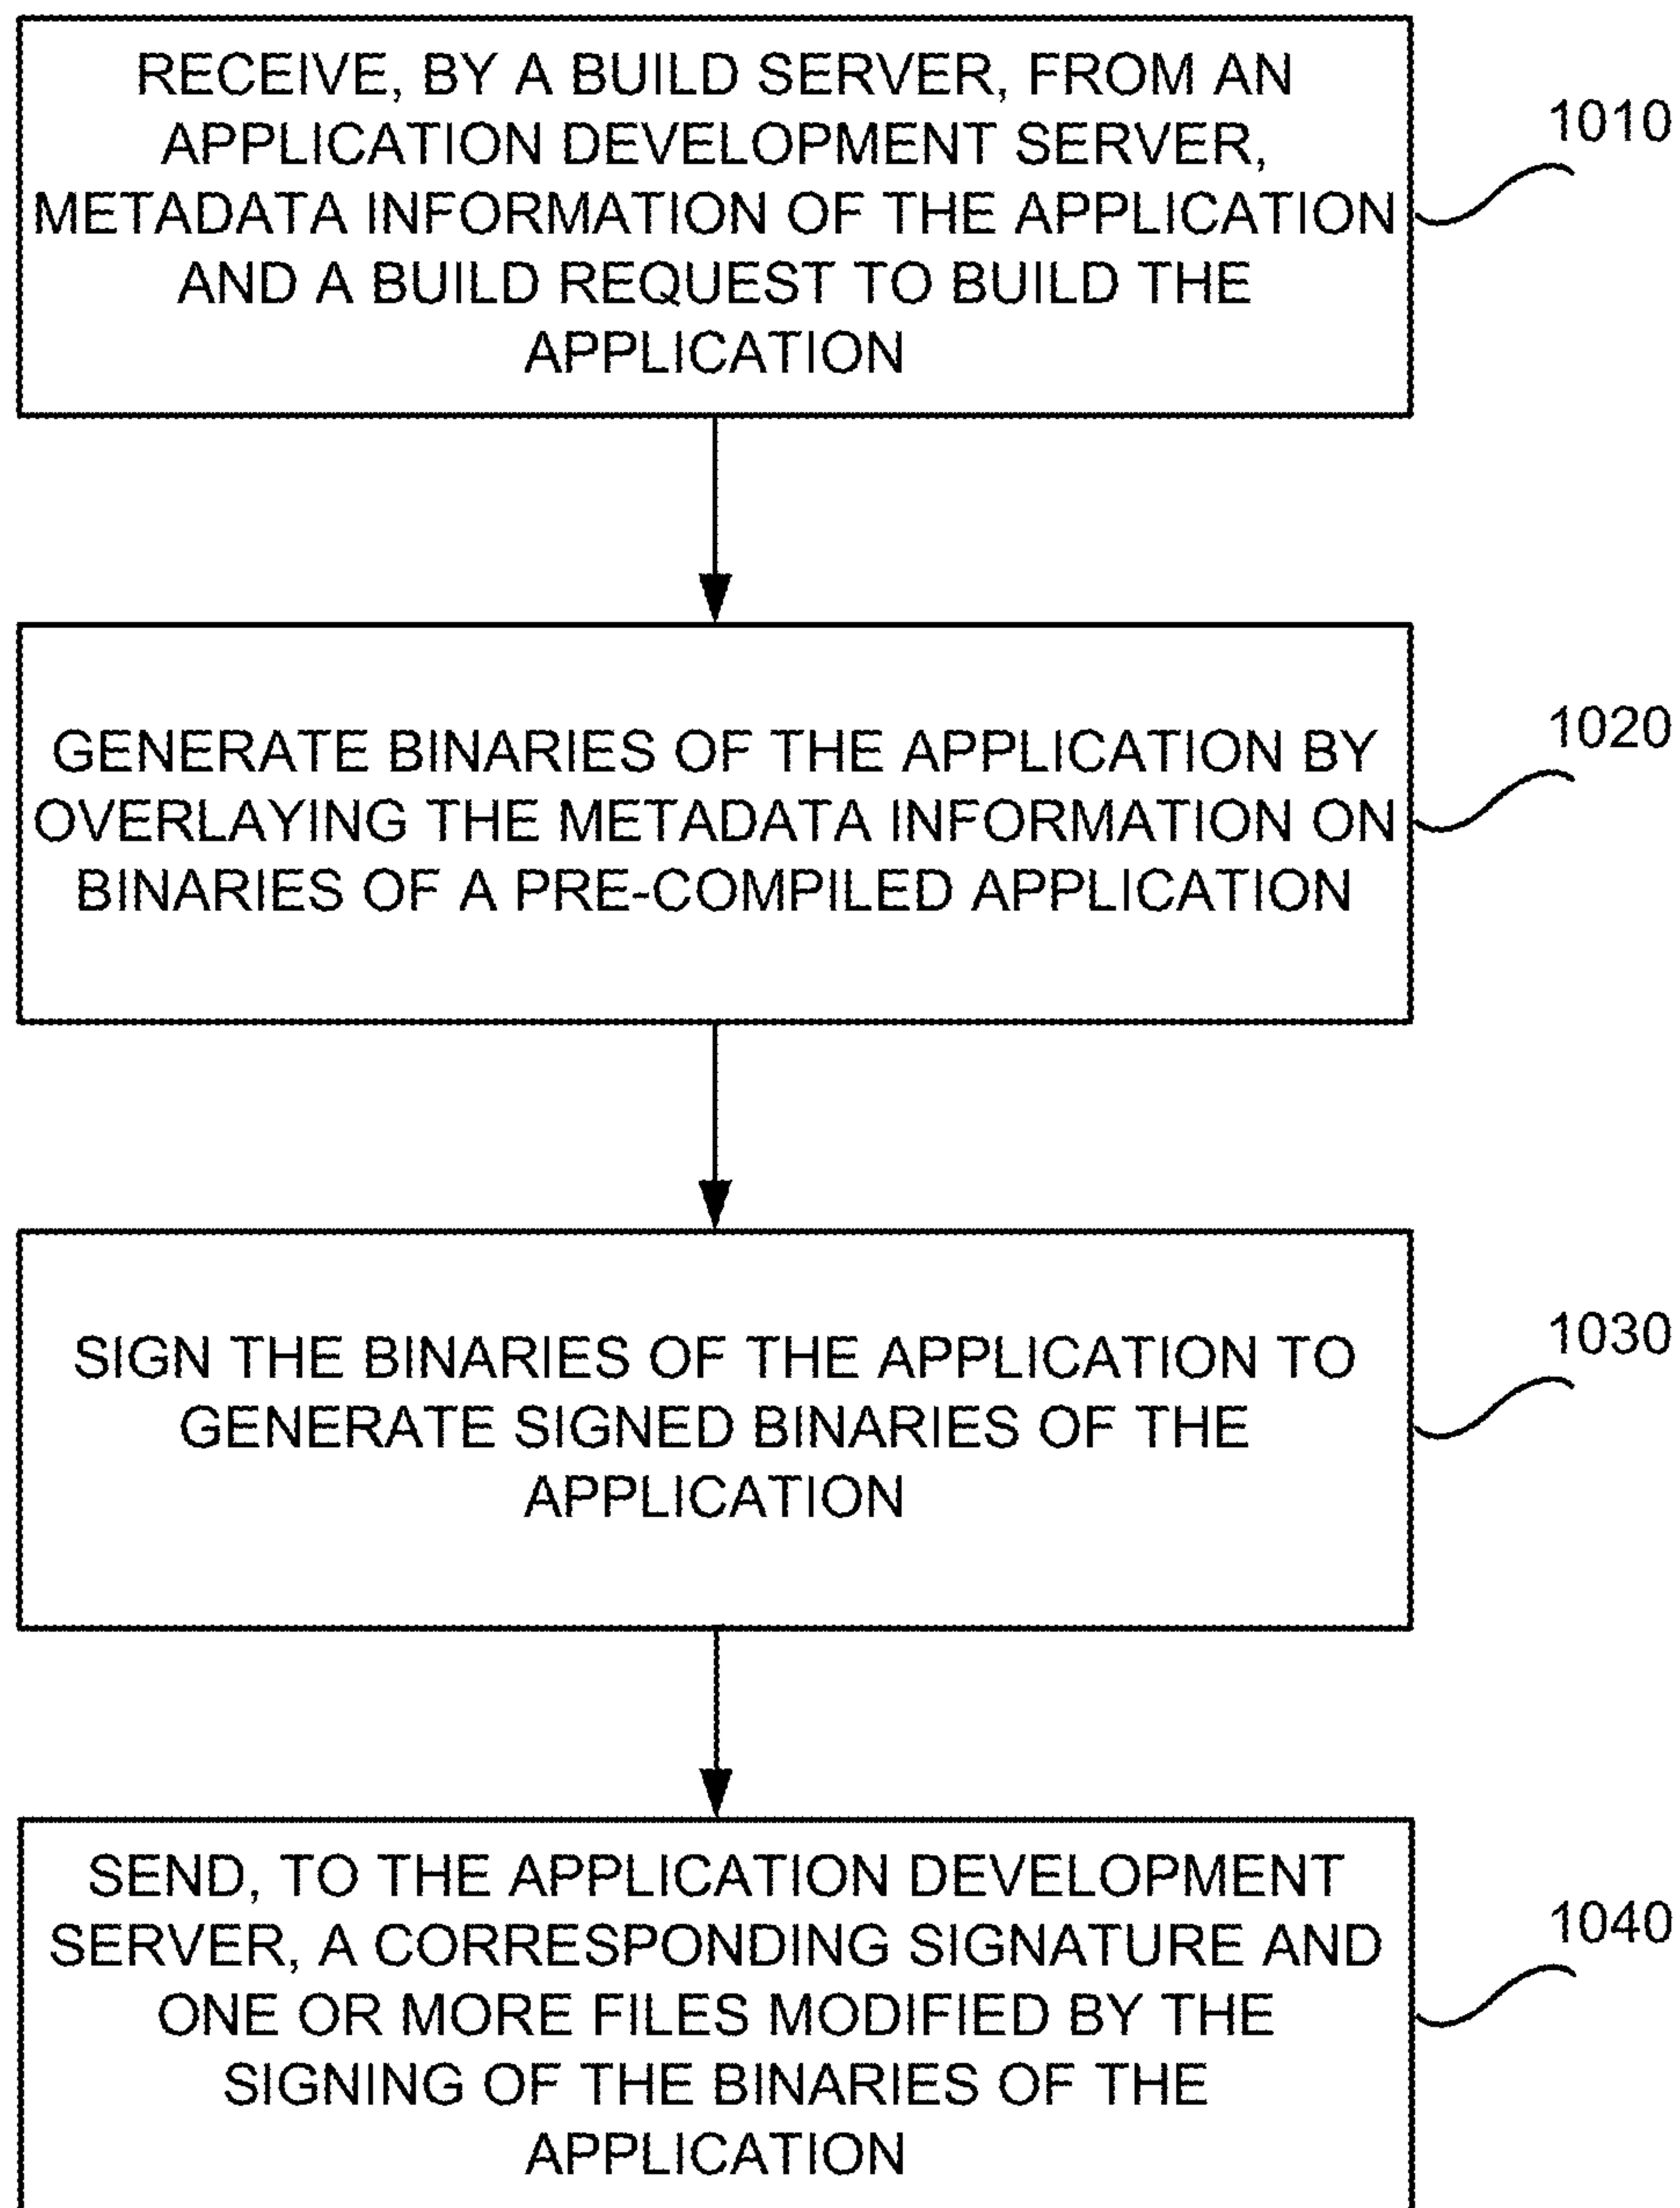 RECEIVE, BY A BUILD SERVER, FROM AN
APPLICATION DEVELOPMENT SERVER,
METADATA INFORMATION OF THE APPLICATION
AND A BUILD REQUEST TO BUILD THE
APPLICATION
1010
GENERATE BINARIES OF THE APPLICATION BY
OVERLAYING THE METADATA INFORMATION ON
BINARIES OF A PRE-COMPILED APPLICATION
1020
SIGN THE BINARIES OF THE APPLICATION TO
GENERATE SIGNED BINARIES OF THE
APPLICATION
1030
SEND, TO THE APPLICATION DEVELOPMENT
SERVER, A CORRESPONDING SIGNATURE AND
ONE OR MORE FILES MODIFIED BY THE
SIGNING OF THE BINARIES OF THE
APPLICATION
1040